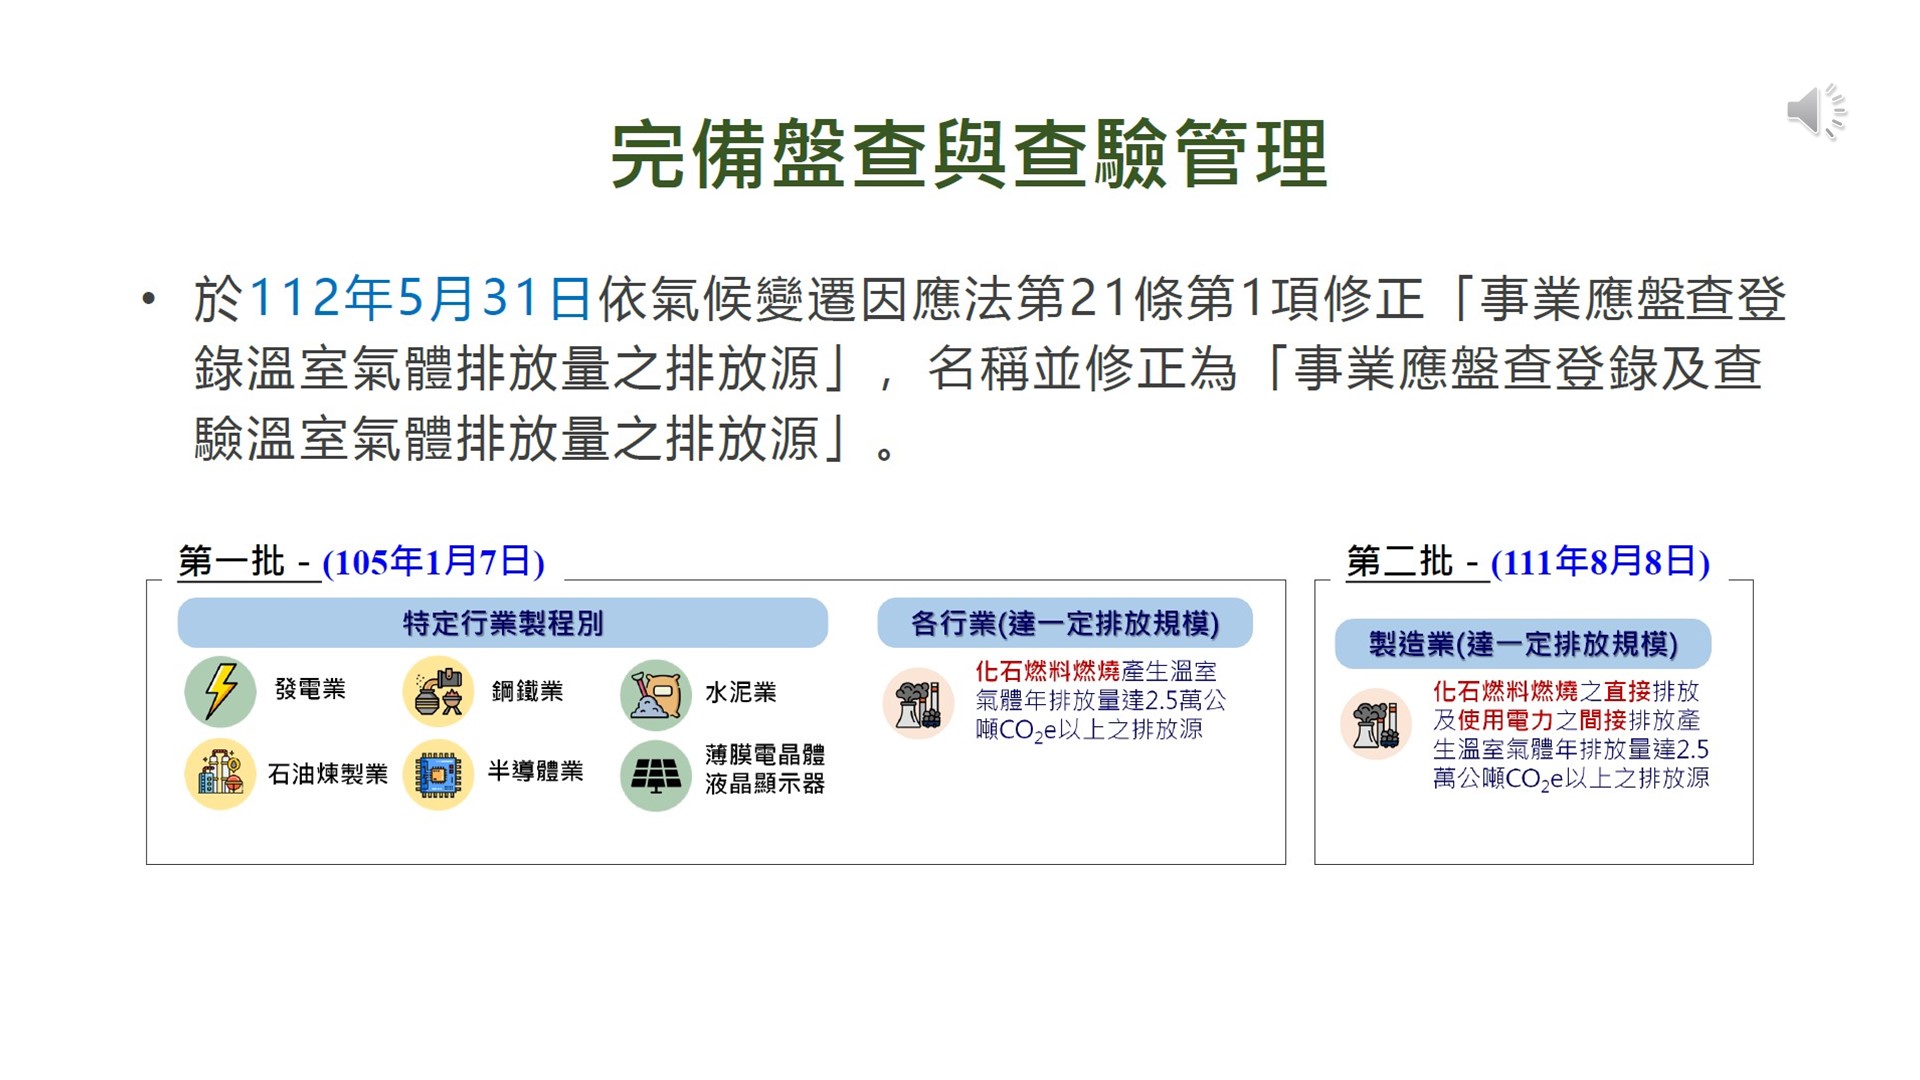 完備盤查與查驗管理
• 於112年5月31日依氣候變遷因應法第21條第1項修正「事業應盤查登
錄溫室氣體排放量之排放源」，名稱並修正為「事業應盤查登錄及查
驗溫室氣體排放量之排放源」。
第一批 - (105年1月7日)
特定行業製程別
發電業
鋼鐵業
水泥業
石油煉製業
半導體業
薄膜電晶體
液晶顯示器
各行業(達一定排放規模)
化石燃料燃燒產生溫室
氣體年排放量達2.5萬公
噸CO₂e以上之排放源
第二批 - (111年8月8日)
製造業(達一定排放規模)
化石燃料燃燒之直接排放
及使用電力之間接排放產
生溫室氣體年排放量達2.5
萬公噸CO₂e以上之排放源